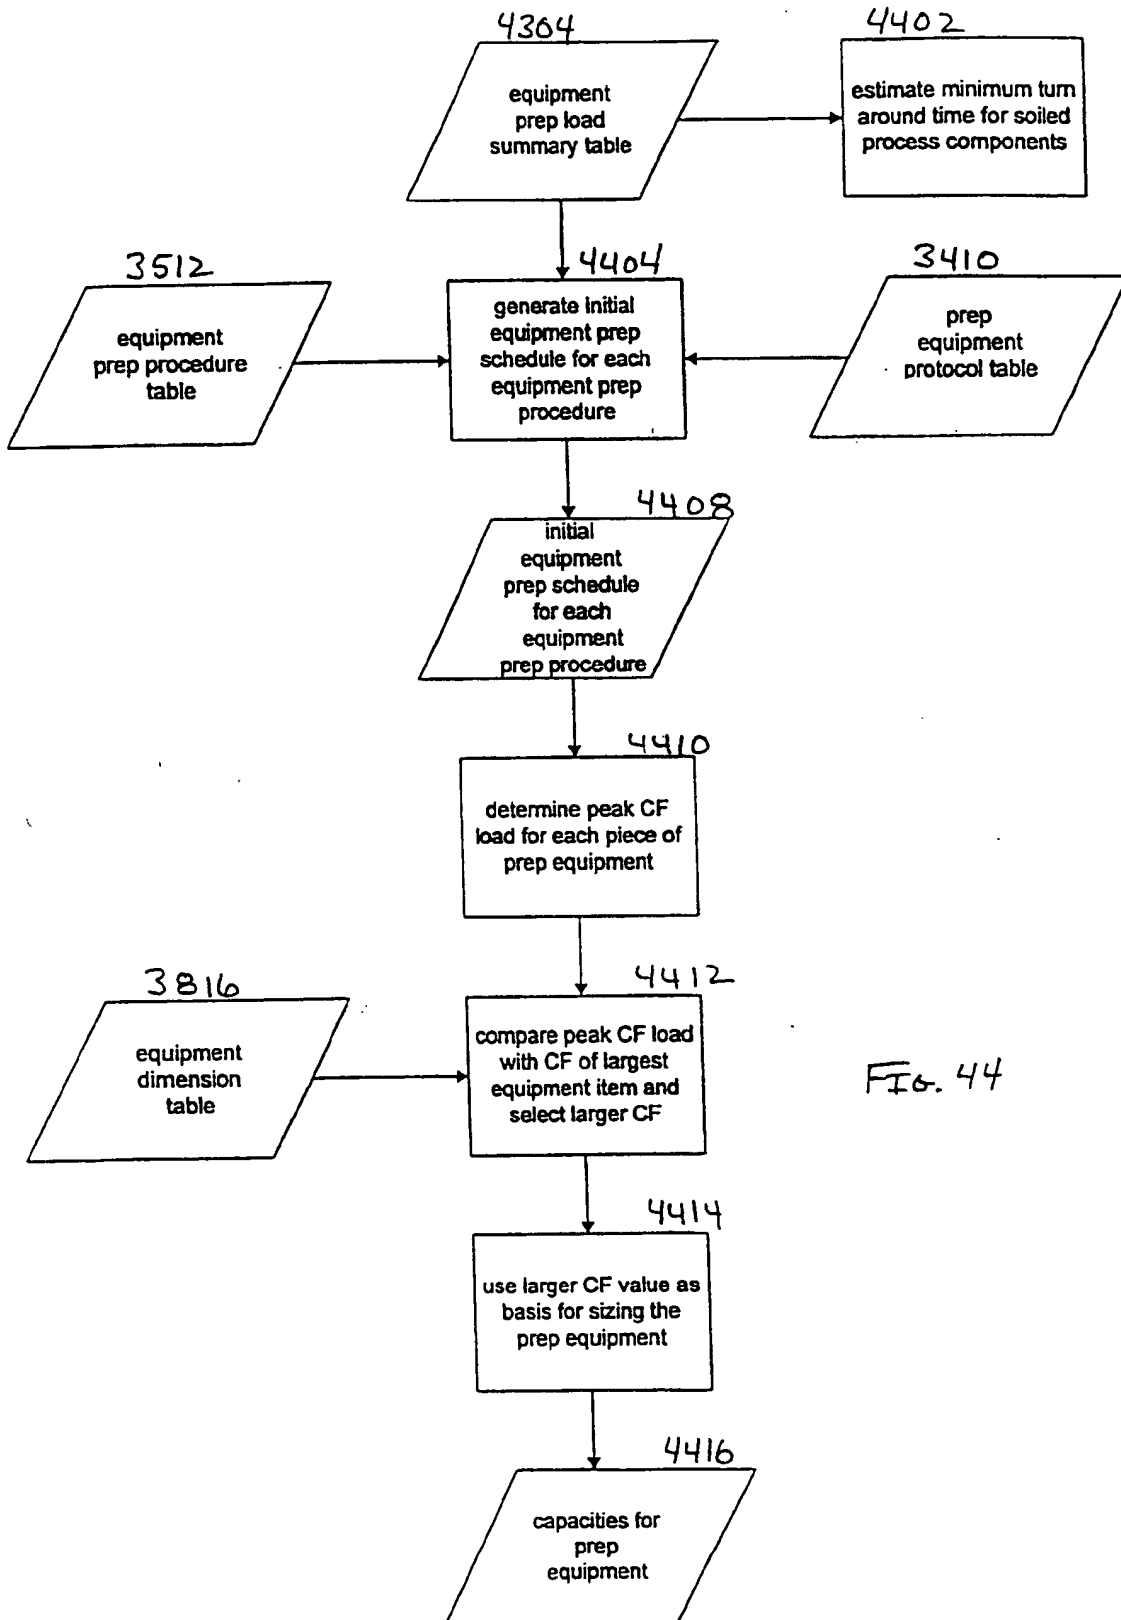 4304
equipment
prep load
summary table
4402
estimate minimum turn
around time for soiled
process components
3512
equipment
prep procedure
table
4404
generate initial
equipment prep
schedule for each
equipment prep
procedure
3410
prep
equipment
protocol table
4408
initial
equipment
prep schedule
for each
equipment
prep procedure
4410
determine peak CF
load for each piece of
prep equipment
3816
equipment
dimension
table
4412
compare peak CF load
with CF of largest
equipment item and
select larger CF
FIG. 44
4414
use larger CF value as
basis for sizing the
prep equipment
4416
capacities for
prep
equipment